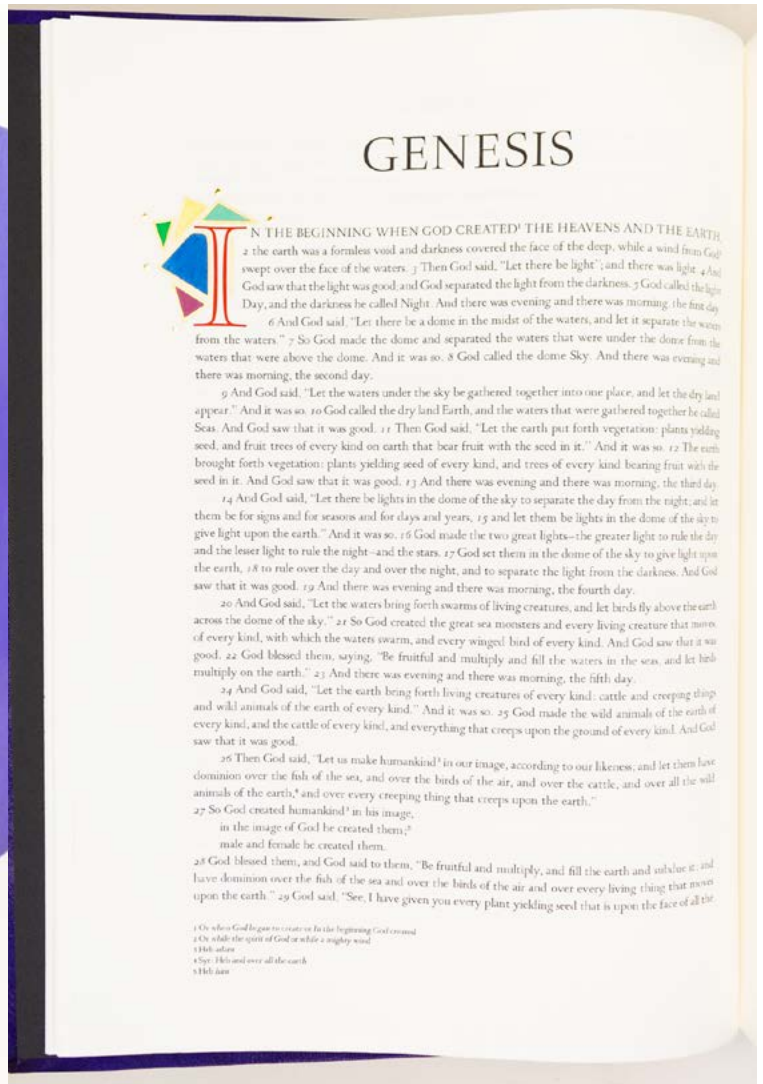 GENESIS
IN THE BEGINNING WHEN GOD CREATED¹ THE HEAVENS AND THE EARTH,
2 the earth was a formless void and darkness covered the face of the deep, while a wind from God²
swept over the face of the waters. 3 Then God said, "Let there be light"; and there was light. 4 And
God saw that the light was good; and God separated the light from the darkness. 5 God called the light
Day, and the darkness he called Night. And there was evening and there was morning, the first day.
6 And God said, "Let there be a dome in the midst of the waters, and let it separate the waters
from the waters." 7 So God made the dome and separated the waters that were under the dome from the
waters that were above the dome. And it was so. 8 God called the dome Sky. And there was evening and
there was morning, the second day.
9 And God said, "Let the waters under the sky be gathered together into one place, and let the dry land
appear." And it was so. 10 God called the dry land Earth, and the waters that were gathered together he called
Seas. And God saw that it was good. 11 Then God said, "Let the earth put forth vegetation: plants yielding
seed, and fruit trees of every kind on earth that bear fruit with the seed in it." And it was so. 12 The earth
brought forth vegetation: plants yielding seed of every kind, and trees of every kind bearing fruit with the
seed in it. And God saw that it was good. 13 And there was evening and there was morning, the third day.
14 And God said, "Let there be lights in the dome of the sky to separate the day from the night; and let
them be for signs and for seasons and for days and years, 15 and let them be lights in the dome of the sky to
give light upon the earth." And it was so. 16 God made the two great lights—the greater light to rule the day
and the lesser light to rule the night—and the stars. 17 God set them in the dome of the sky to give light upon
the earth, 18 to rule over the day and over the night, and to separate the light from the darkness. And God
saw that it was good. 19 And there was evening and there was morning, the fourth day.
20 And God said, "Let the waters bring forth swarms of living creatures, and let birds fly above the earth
across the dome of the sky." 21 So God created the great sea monsters and every living creature that moves,
of every kind, with which the waters swarm, and every winged bird of every kind. And God saw that it was
good. 22 God blessed them, saying, "Be fruitful and multiply and fill the waters in the seas, and let birds
multiply on the earth." 23 And there was evening and there was morning, the fifth day.
24 And God said, "Let the earth bring forth living creatures of every kind: cattle and creeping things
and wild animals of the earth of every kind." And it was so. 25 God made the wild animals of the earth of
every kind, and the cattle of every kind, and everything that creeps upon the ground of every kind. And God
saw that it was good.
26 Then God said, "Let us make humankind³ in our image, according to our likeness; and let them have
dominion over the fish of the sea, and over the birds of the air, and over the cattle, and over all the wild
animals of the earth,⁴ and over every creeping thing that creeps upon the earth."
27 So God created humankind³ in his image,
in the image of God he created them;⁵
male and female he created them.
28 God blessed them, and God said to them, "Be fruitful and multiply, and fill the earth and subdue it; and
have dominion over the fish of the sea and over the birds of the air and over every living thing that moves
upon the earth." 29 God said, "See, I have given you every plant yielding seed that is upon the face of all the
1 Or when God began to create or In the beginning God created
2 Or while the spirit of God or while a mighty wind
3 Heb adam
4 Syr: Heb and over all the earth
5 Heb him